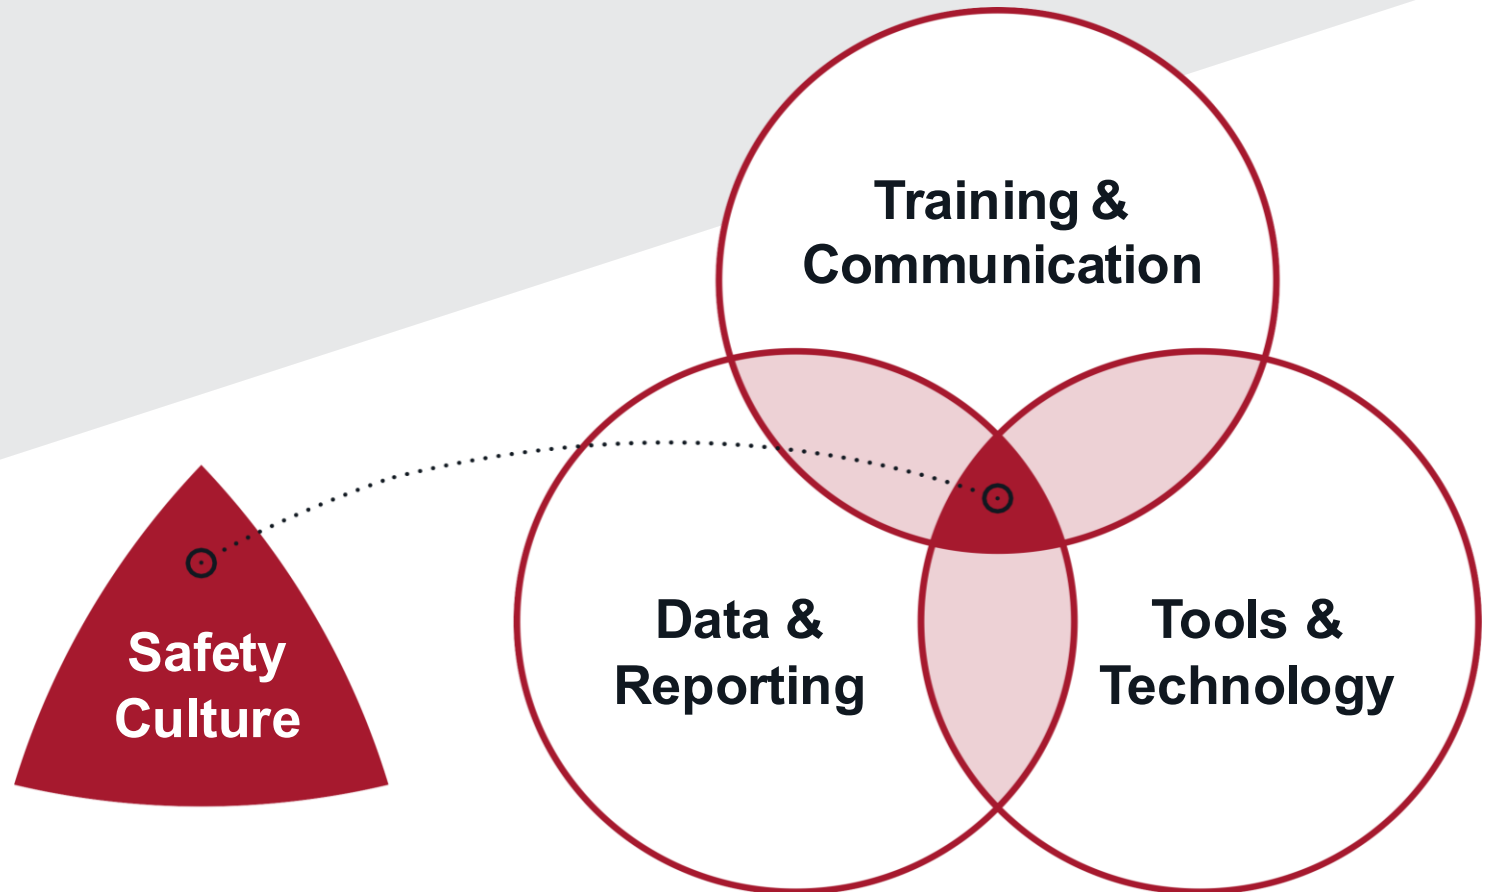 Training &
Communication
Data &
Reporting
Tools &
Technology
Safety
Culture